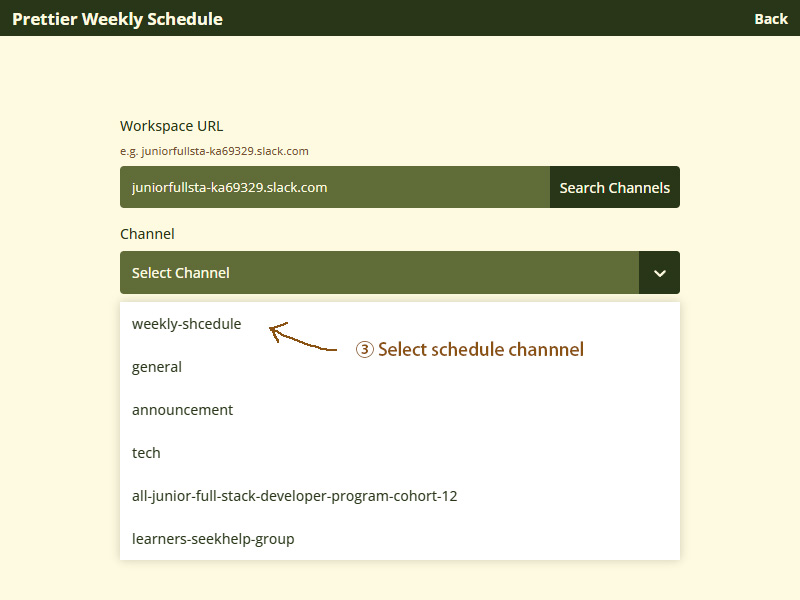 Prettier Weekly Schedule
Back
Workspace URL
e.g. juniorfullsta-ka69329.slack.com
juniorfullsta-ka69329.slack.com
Search Channels
Channel
Select Channel
weekly-shcedule
③ Select schedule channnel
general
announcement
tech
all-junior-full-stack-developer-program-cohort-12
learners-seekhelp-group